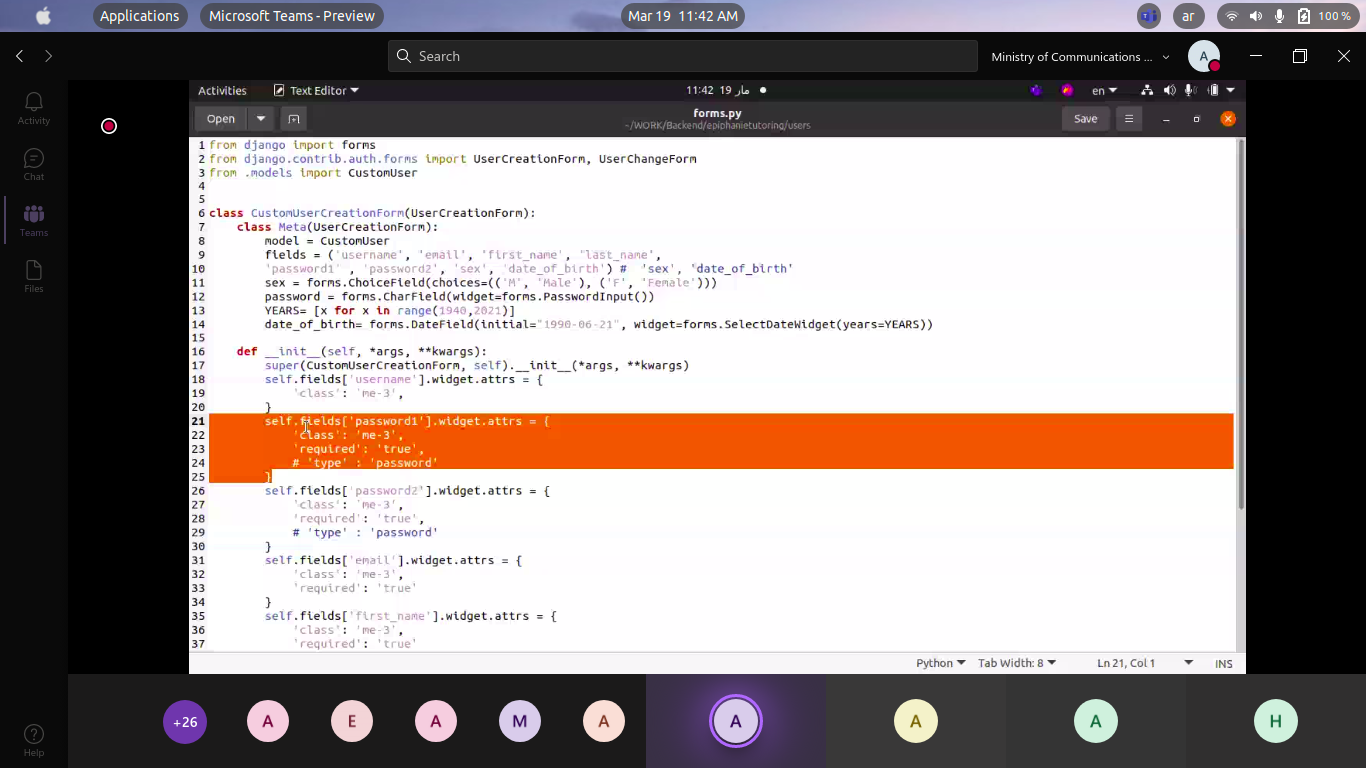 Applications
Microsoft Teams - Preview
Mar 19 11:42 AM
ar
100 %
Search
Ministry of Communications ...
A
Activity
Chat
Teams
Files
Help
Activities
Text Editor
11:42 19 مار
en
Open
forms.py
~/WORK/Backend/epiphanietutoring/users
Save
1 from django import forms
2 from django.contrib.auth.forms import UserCreationForm, UserChangeForm
3 from .models import CustomUser
4
5
6 class CustomUserCreationForm(UserCreationForm):
7 class Meta(UserCreationForm):
8 model = CustomUser
9 fields = ('username', 'email', 'first_name', 'last_name',
10 'password1' , 'password2', 'sex', 'date_of_birth') # 'sex', 'date_of_birth'
11 sex = forms.ChoiceField(choices=(('M', 'Male'), ('F', 'Female')))
12 password = forms.CharField(widget=forms.PasswordInput())
13 YEARS= [x for x in range(1940,2021)]
14 date_of_birth= forms.DateField(initial="1990-06-21", widget=forms.SelectDateWidget(years=YEARS))
15
16 def __init__(self, *args, **kwargs):
17 super(CustomUserCreationForm, self).__init__(*args, **kwargs)
18 self.fields['username'].widget.attrs = {
19 'class': 'me-3',
20 }
21 self.fields['password1'].widget.attrs = {
22 'class': 'me-3',
23 'required': 'true',
24 # 'type' : 'password'
25 }
26 self.fields['password2'].widget.attrs = {
27 'class': 'me-3',
28 'required': 'true',
29 # 'type' : 'password'
30 }
31 self.fields['email'].widget.attrs = {
32 'class': 'me-3',
33 'required': 'true'
34 }
35 self.fields['first_name'].widget.attrs = {
36 'class': 'me-3',
37 'required': 'true'
Python
Tab Width: 8
Ln 21, Col 1
INS
+26
A
E
A
M
A
A
A
A
H